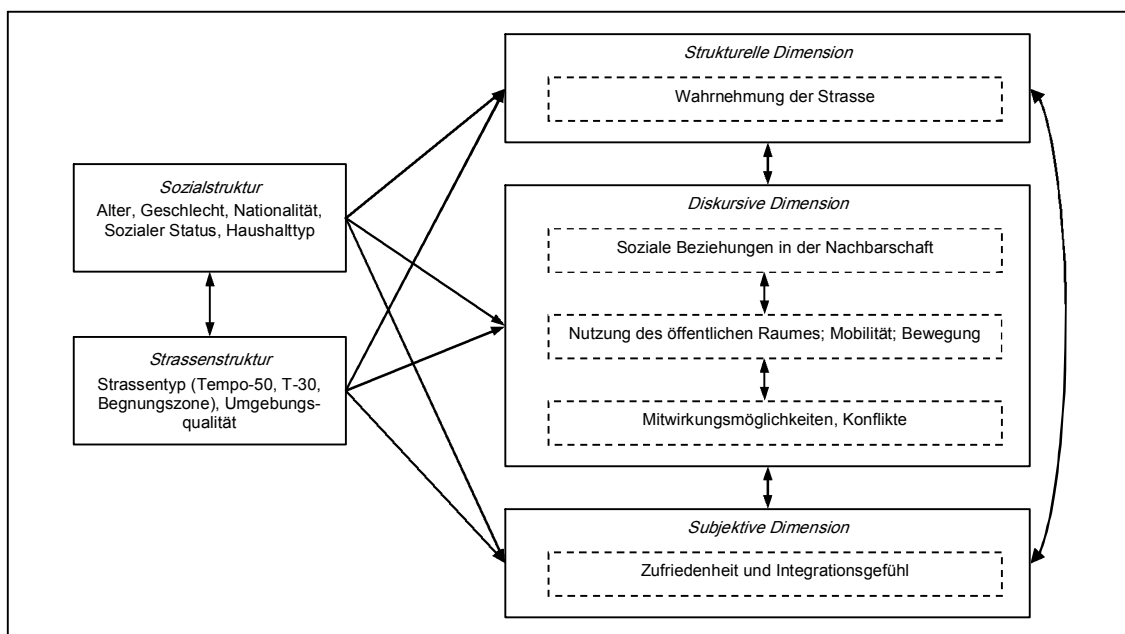 Sozialstruktur
Alter, Geschlecht, Nationalität,
Sozialer Status, Haushalttyp
Strassenstruktur
Strassentyp (Tempo-50, T-30,
Begnungszone), Umgebungs-
qualität
Strukturelle Dimension
Wahrnehmung der Strasse
Diskursive Dimension
Soziale Beziehungen in der Nachbarschaft
Nutzung des öffentlichen Raumes; Mobilität; Bewegung
Mitwirkungsmöglichkeiten, Konflikte
Subjektive Dimension
Zufriedenheit und Integrationsgefühl